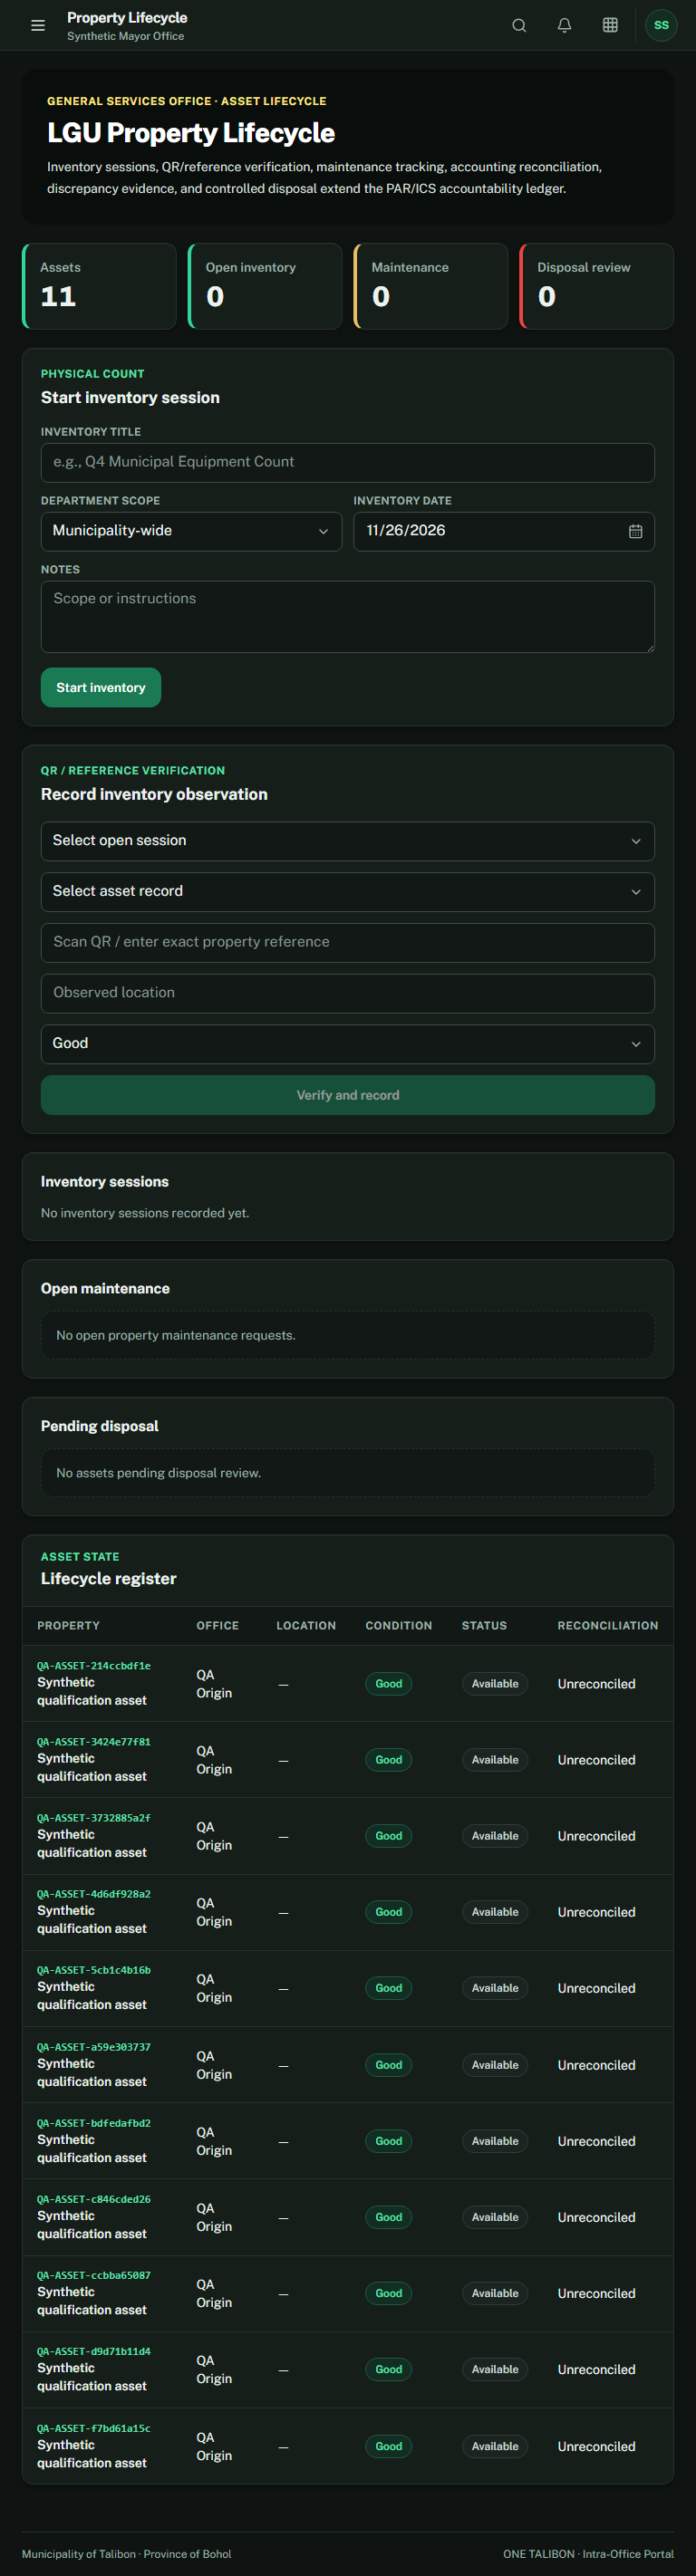 Property Lifecycle
Synthetic Mayor Office
SS
GENERAL SERVICES OFFICE · ASSET LIFECYCLE
LGU Property Lifecycle
Inventory sessions, QR/reference verification, maintenance tracking, accounting reconciliation,
discrepancy evidence, and controlled disposal extend the PAR/ICS accountability ledger.
Assets
11
Open inventory
0
Maintenance
0
Disposal review
0
PHYSICAL COUNT
Start inventory session
INVENTORY TITLE
e.g., Q4 Municipal Equipment Count
DEPARTMENT SCOPE
INVENTORY DATE
Municipality-wide
11/26/2026
NOTES
Scope or instructions
Start inventory
QR / REFERENCE VERIFICATION
Record inventory observation
Select open session
Select asset record
Scan QR / enter exact property reference
Observed location
Good
Verify and record
Inventory sessions
No inventory sessions recorded yet.
Open maintenance
No open property maintenance requests.
Pending disposal
No assets pending disposal review.
ASSET STATE
Lifecycle register
PROPERTY OFFICE LOCATION CONDITION STATUS RECONCILIATION
QA-ASSET-214ccbdf1e
Synthetic
qualification asset
QA
Origin
— Good Available Unreconciled
QA-ASSET-3424e77f81
Synthetic
qualification asset
QA
Origin
— Good Available Unreconciled
QA-ASSET-3732885a2f
Synthetic
qualification asset
QA
Origin
— Good Available Unreconciled
QA-ASSET-4d6df928a2
Synthetic
qualification asset
QA
Origin
— Good Available Unreconciled
QA-ASSET-5cb1c4b16b
Synthetic
qualification asset
QA
Origin
— Good Available Unreconciled
QA-ASSET-a59e303737
Synthetic
qualification asset
QA
Origin
— Good Available Unreconciled
QA-ASSET-bdfedafbd2
Synthetic
qualification asset
QA
Origin
— Good Available Unreconciled
QA-ASSET-c846cded26
Synthetic
qualification asset
QA
Origin
— Good Available Unreconciled
QA-ASSET-ccbba65087
Synthetic
qualification asset
QA
Origin
— Good Available Unreconciled
QA-ASSET-d9d71b11d4
Synthetic
qualification asset
QA
Origin
— Good Available Unreconciled
QA-ASSET-f7bd61a15c
Synthetic
qualification asset
QA
Origin
— Good Available Unreconciled
Municipality of Talibon · Province of Bohol
ONE TALIBON · Intra-Office Portal